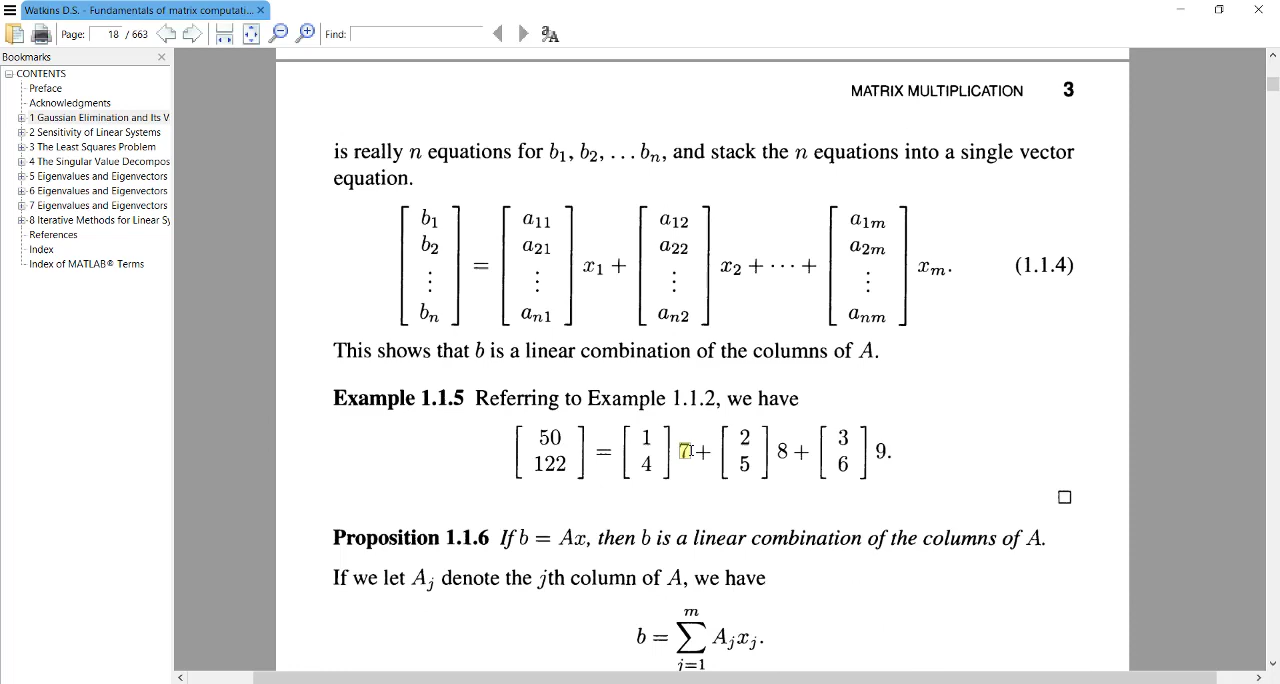 Watkins D.S. - Fundamentals of matrix computati...
Page: 18 / 663 Find:
Bookmarks
CONTENTS
Preface
Acknowledgments
1 Gaussian Elimination and Its V
2 Sensitivity of Linear Systems
3 The Least Squares Problem
4 The Singular Value Decompos
5 Eigenvalues and Eigenvectors
6 Eigenvalues and Eigenvectors
7 Eigenvalues and Eigenvectors
8 Iterative Methods for Linear Sy
References
Index
Index of MATLAB® Terms
MATRIX MULTIPLICATION 3
is really n equations for b₁, b₂, . . . bₙ, and stack the n equations into a single vector
equation.
b₁ a₁₁ a₁₂ a₁ₘ
b₂ a₂₁ a₂₂ a₂ₘ
= x₁ + x₂ + · · · + xₘ. (1.1.4)
⋮ ⋮ ⋮ ⋮
bₙ aₙ₁ aₙ₂ aₙₘ
This shows that b is a linear combination of the columns of A.
Example 1.1.5 Referring to Example 1.1.2, we have
50 1 2 3
= 7 + 8 + 9.
122 4 5 6
Proposition 1.1.6 If b = Ax, then b is a linear combination of the columns of A.
If we let Aⱼ denote the jth column of A, we have
m
b = ∑ Aⱼxⱼ.
j=1